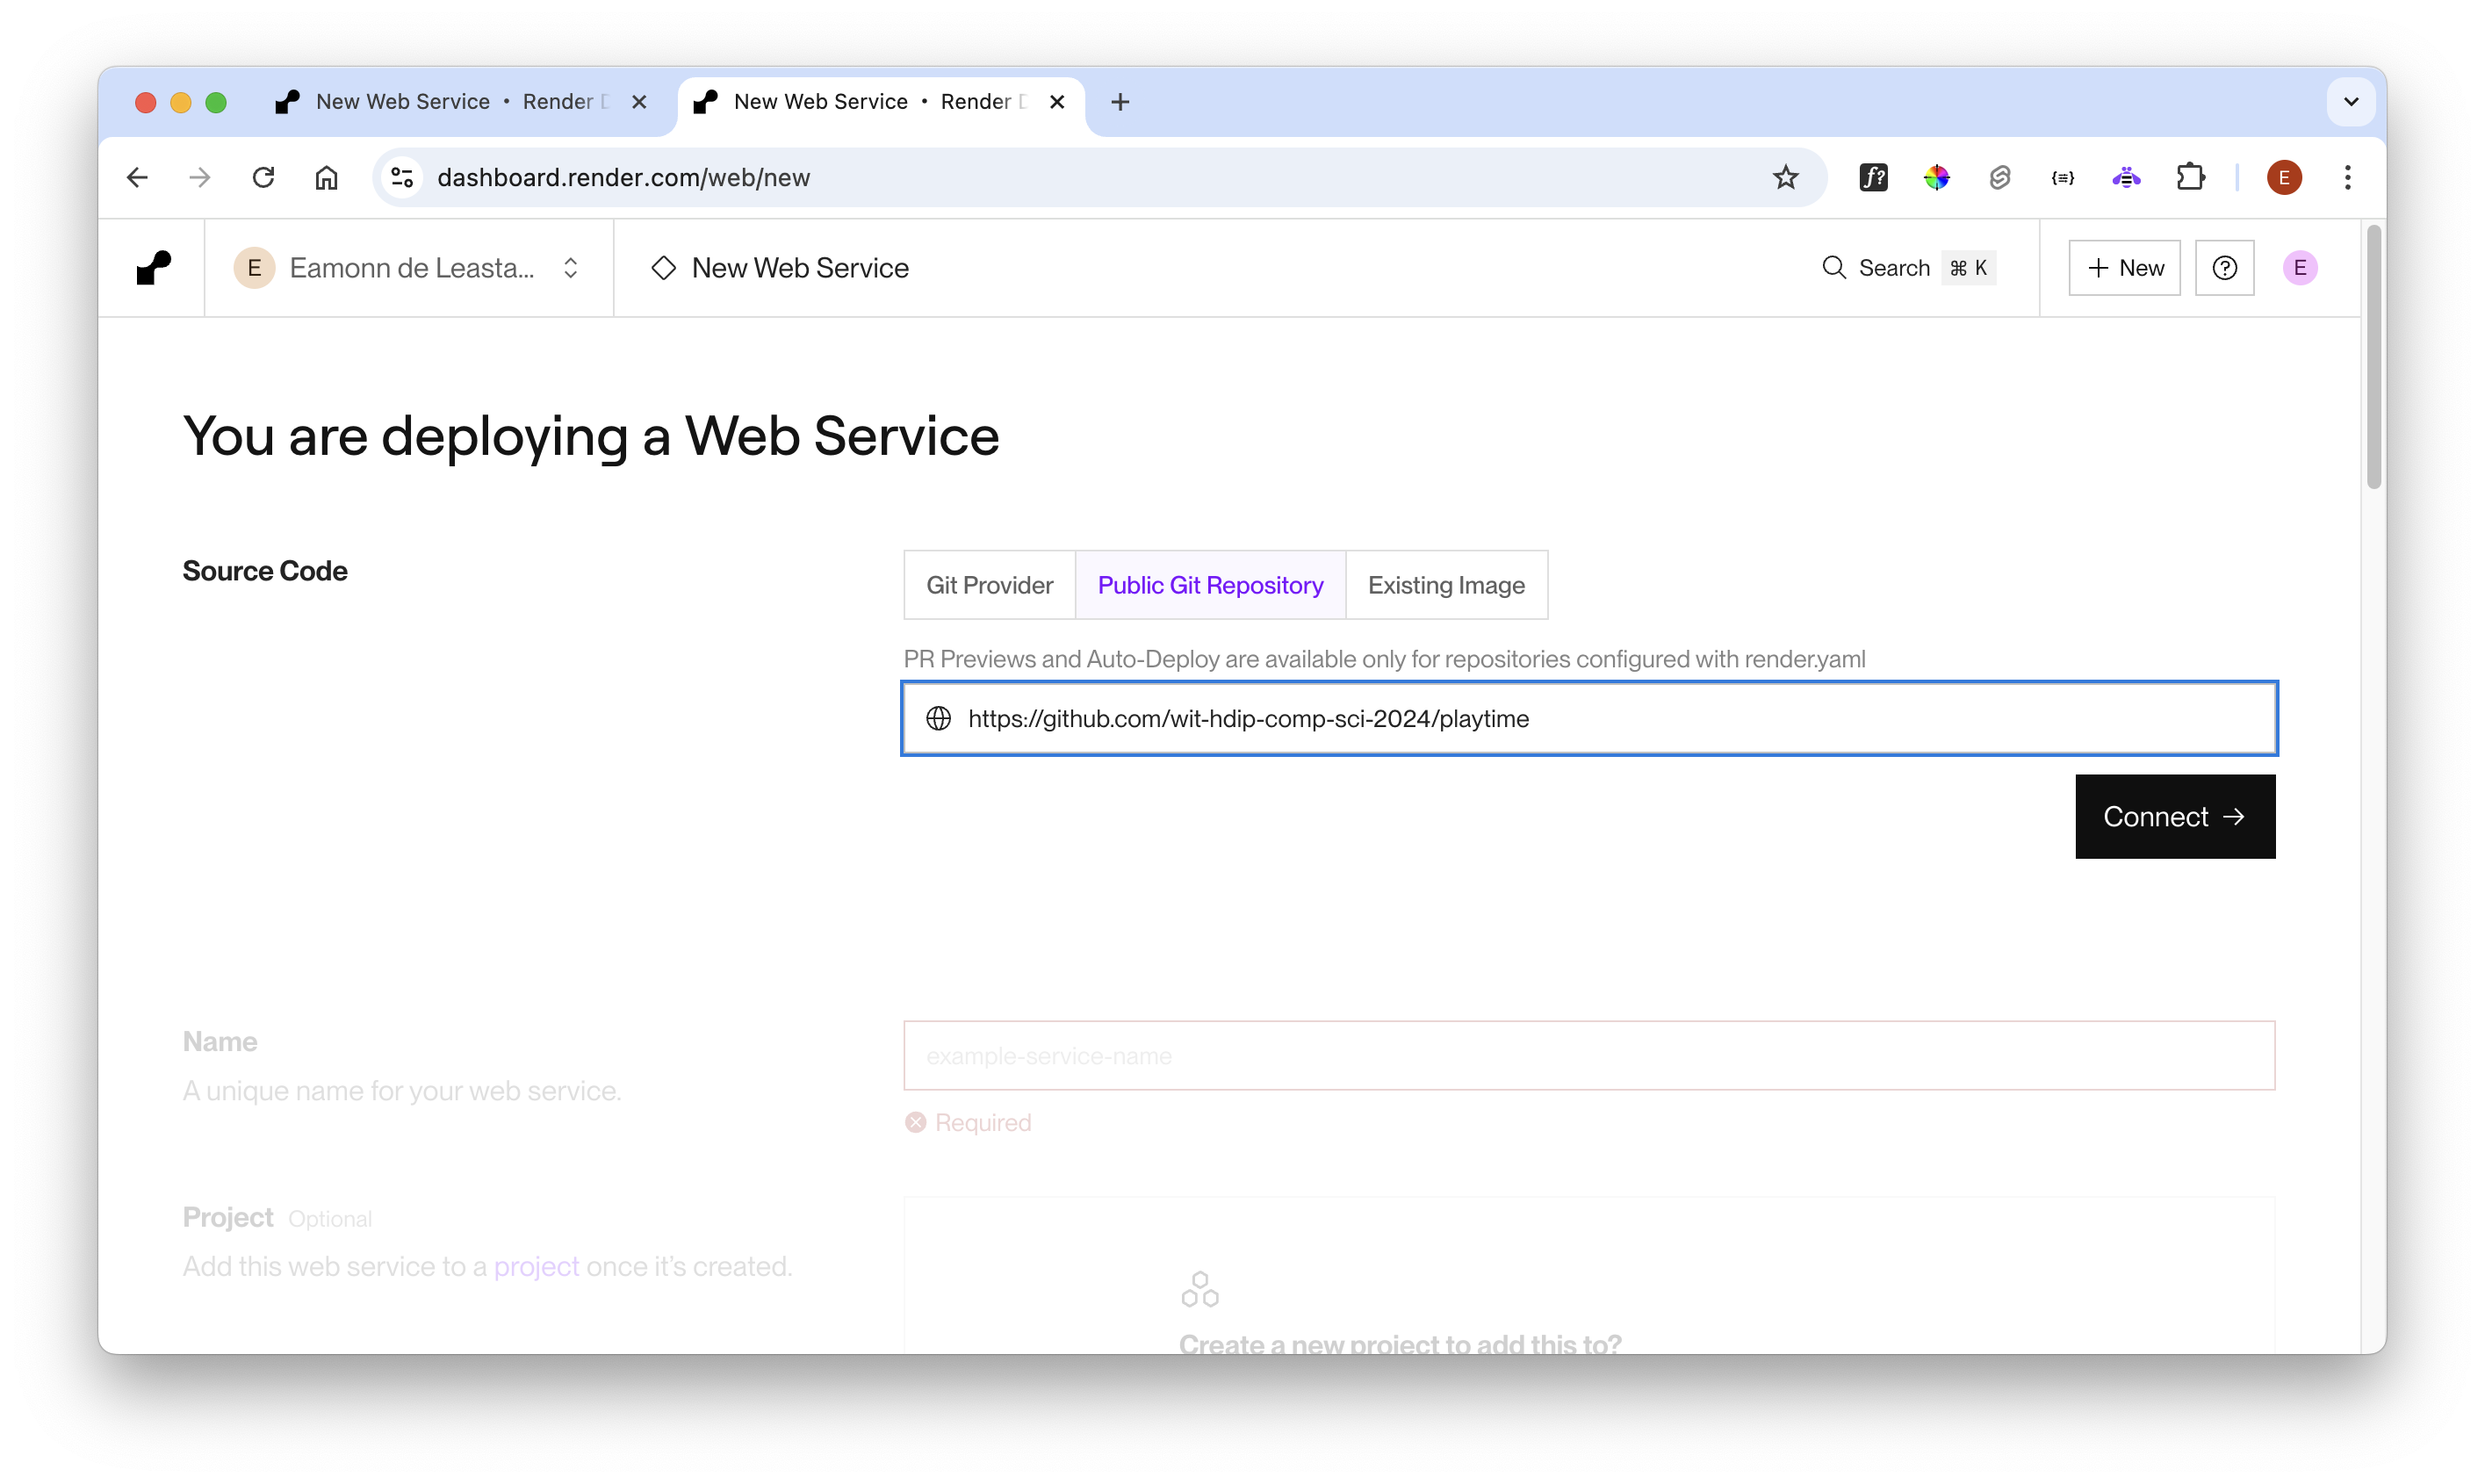 New Web Service • Render
New Web Service • Render
dashboard.render.com/web/new
f?
E
E
Eamonn de Leasta...
New Web Service
Search
⌘ K
+ New
E
You are deploying a Web Service
Source Code
Git Provider
Public Git Repository
Existing Image
PR Previews and Auto-Deploy are available only for repositories configured with render.yaml
https://github.com/wit-hdip-comp-sci-2024/playtime
Connect →
Name
A unique name for your web service.
example-service-name
Required
Project Optional
Add this web service to a project once it’s created.
Create a new project to add this to?